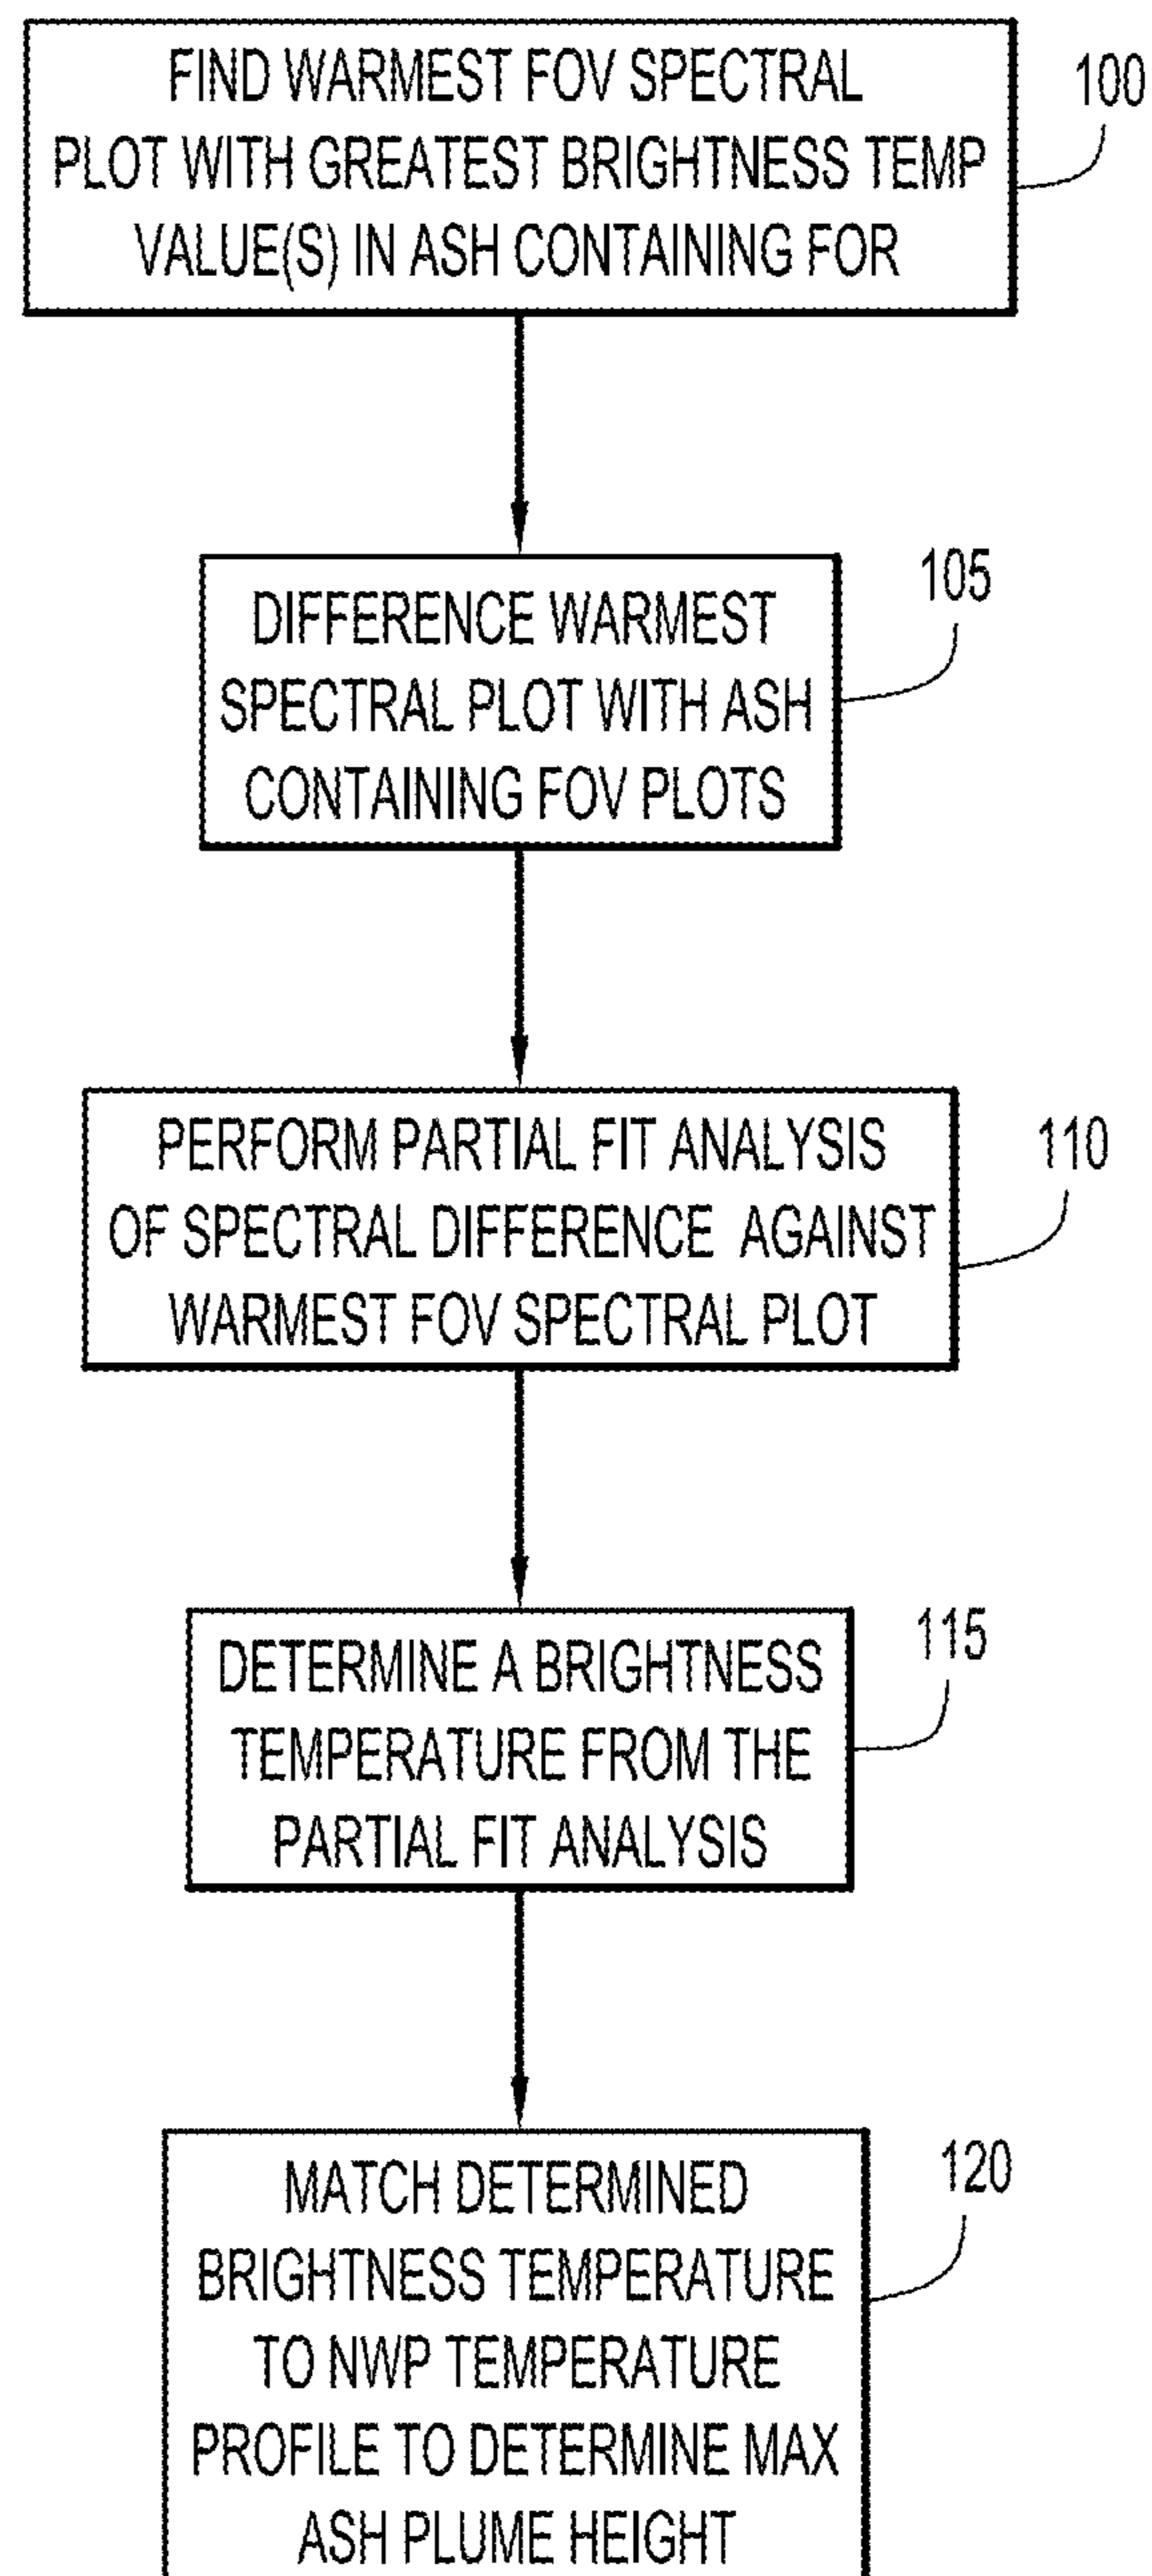 FIND WARMEST FOV SPECTRAL
PLOT WITH GREATEST BRIGHTNESS TEMP
VALUE(S) IN ASH CONTAINING FOR
100
DIFFERENCE WARMEST
SPECTRAL PLOT WITH ASH
CONTAINING FOV PLOTS
105
PERFORM PARTIAL FIT ANALYSIS
OF SPECTRAL DIFFERENCE AGAINST
WARMEST FOV SPECTRAL PLOT
110
DETERMINE A BRIGHTNESS
TEMPERATURE FROM THE
PARTIAL FIT ANALYSIS
115
MATCH DETERMINED
BRIGHTNESS TEMPERATURE
TO NWP TEMPERATURE
PROFILE TO DETERMINE MAX
ASH PLUME HEIGHT
120